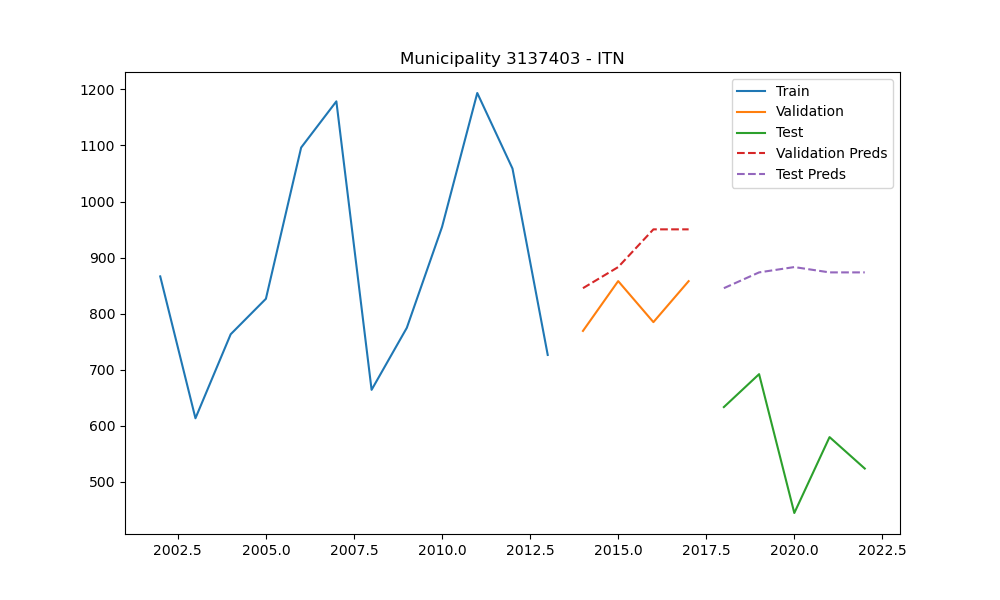 Municipality 3137403 - ITN
1200
1100
1000
900
800
700
600
500
Train
Validation
Test
Validation Preds
Test Preds
2002.5 2005.0 2007.5 2010.0 2012.5 2015.0 2017.5 2020.0 2022.5